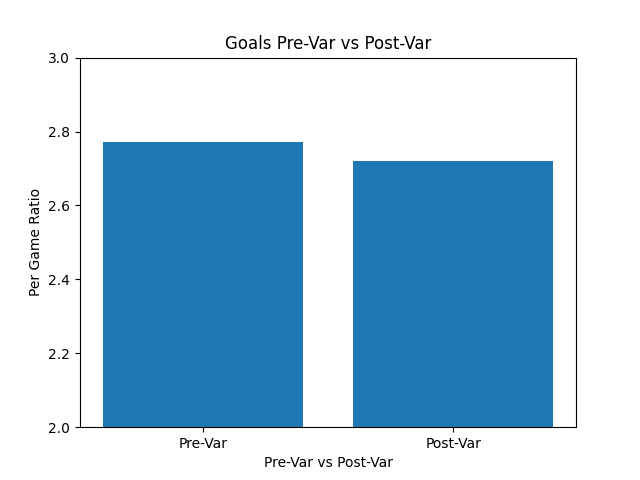 Goals Pre-Var vs Post-Var
3.0
2.8
2.6
2.4
2.2
2.0
Per Game Ratio
Pre-Var
Post-Var
Pre-Var vs Post-Var